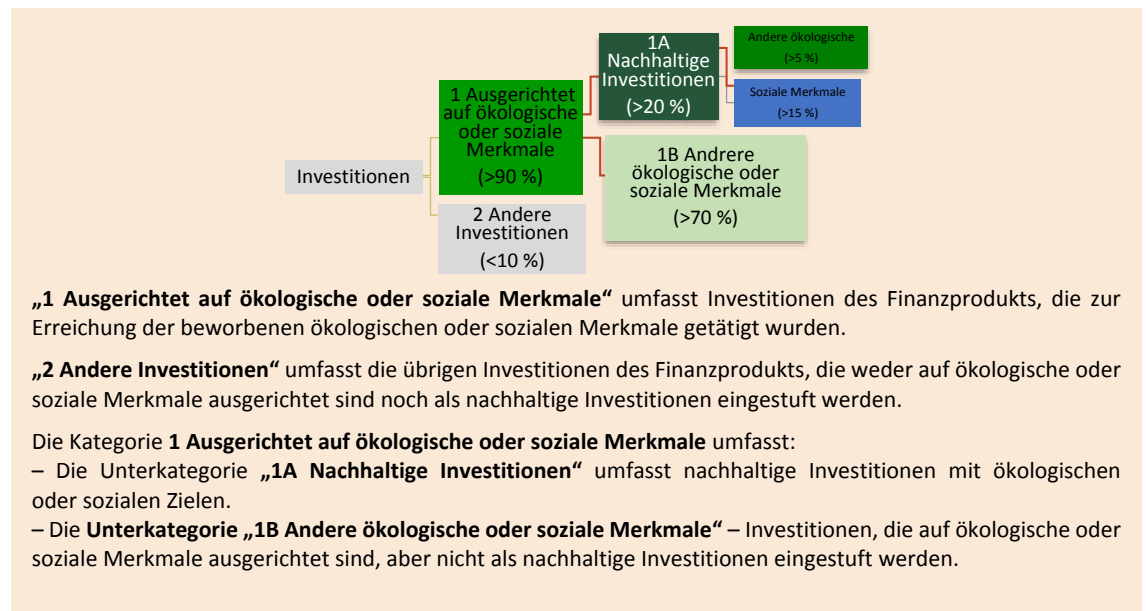 1A
Nachhaltige
Investitionen
(>20 %)
Andere ökologische
(>5 %)
Soziale Merkmale
(>15 %)
1 Ausgerichtet
auf ökologische
oder soziale
Merkmale
(>90 %)
1B Andrere
ökologische oder
soziale Merkmale
(>70 %)
Investitionen
2 Andere
Investitionen
(<10 %)
„1 Ausgerichtet auf ökologische oder soziale Merkmale“ umfasst Investitionen des Finanzprodukts, die zur
Erreichung der beworbenen ökologischen oder sozialen Merkmale getätigt wurden.
„2 Andere Investitionen“ umfasst die übrigen Investitionen des Finanzprodukts, die weder auf ökologische oder
soziale Merkmale ausgerichtet sind noch als nachhaltige Investitionen eingestuft werden.
Die Kategorie 1 Ausgerichtet auf ökologische oder soziale Merkmale umfasst:
– Die Unterkategorie „1A Nachhaltige Investitionen“ umfasst nachhaltige Investitionen mit ökologischen
oder sozialen Zielen.
– Die Unterkategorie „1B Andere ökologische oder soziale Merkmale“ – Investitionen, die auf ökologische oder
soziale Merkmale ausgerichtet sind, aber nicht als nachhaltige Investitionen eingestuft werden.